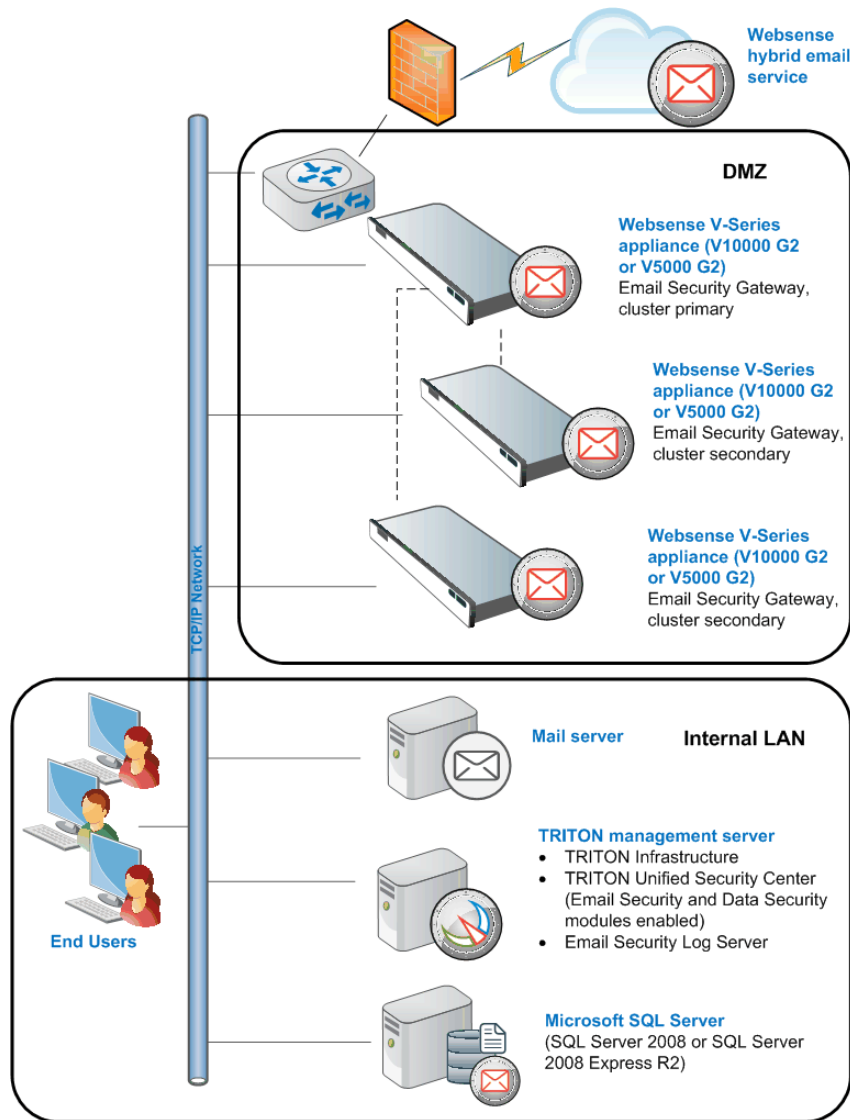 Websense
hybrid email
service
DMZ
Websense V-Series
appliance (V10000 G2
or V5000 G2)
Email Security Gateway,
cluster primary
Websense V-Series
appliance (V10000 G2
or V5000 G2)
Email Security Gateway,
cluster secondary
Websense V-Series
appliance (V10000 G2
or V5000 G2)
Email Security Gateway,
cluster secondary
TCP/IP Network
Mail server
Internal LAN
TRITON management server
• TRITON Infrastructure
• TRITON Unified Security Center
(Email Security and Data Security
modules enabled)
• Email Security Log Server
End Users
Microsoft SQL Server
(SQL Server 2008 or SQL Server
2008 Express R2)